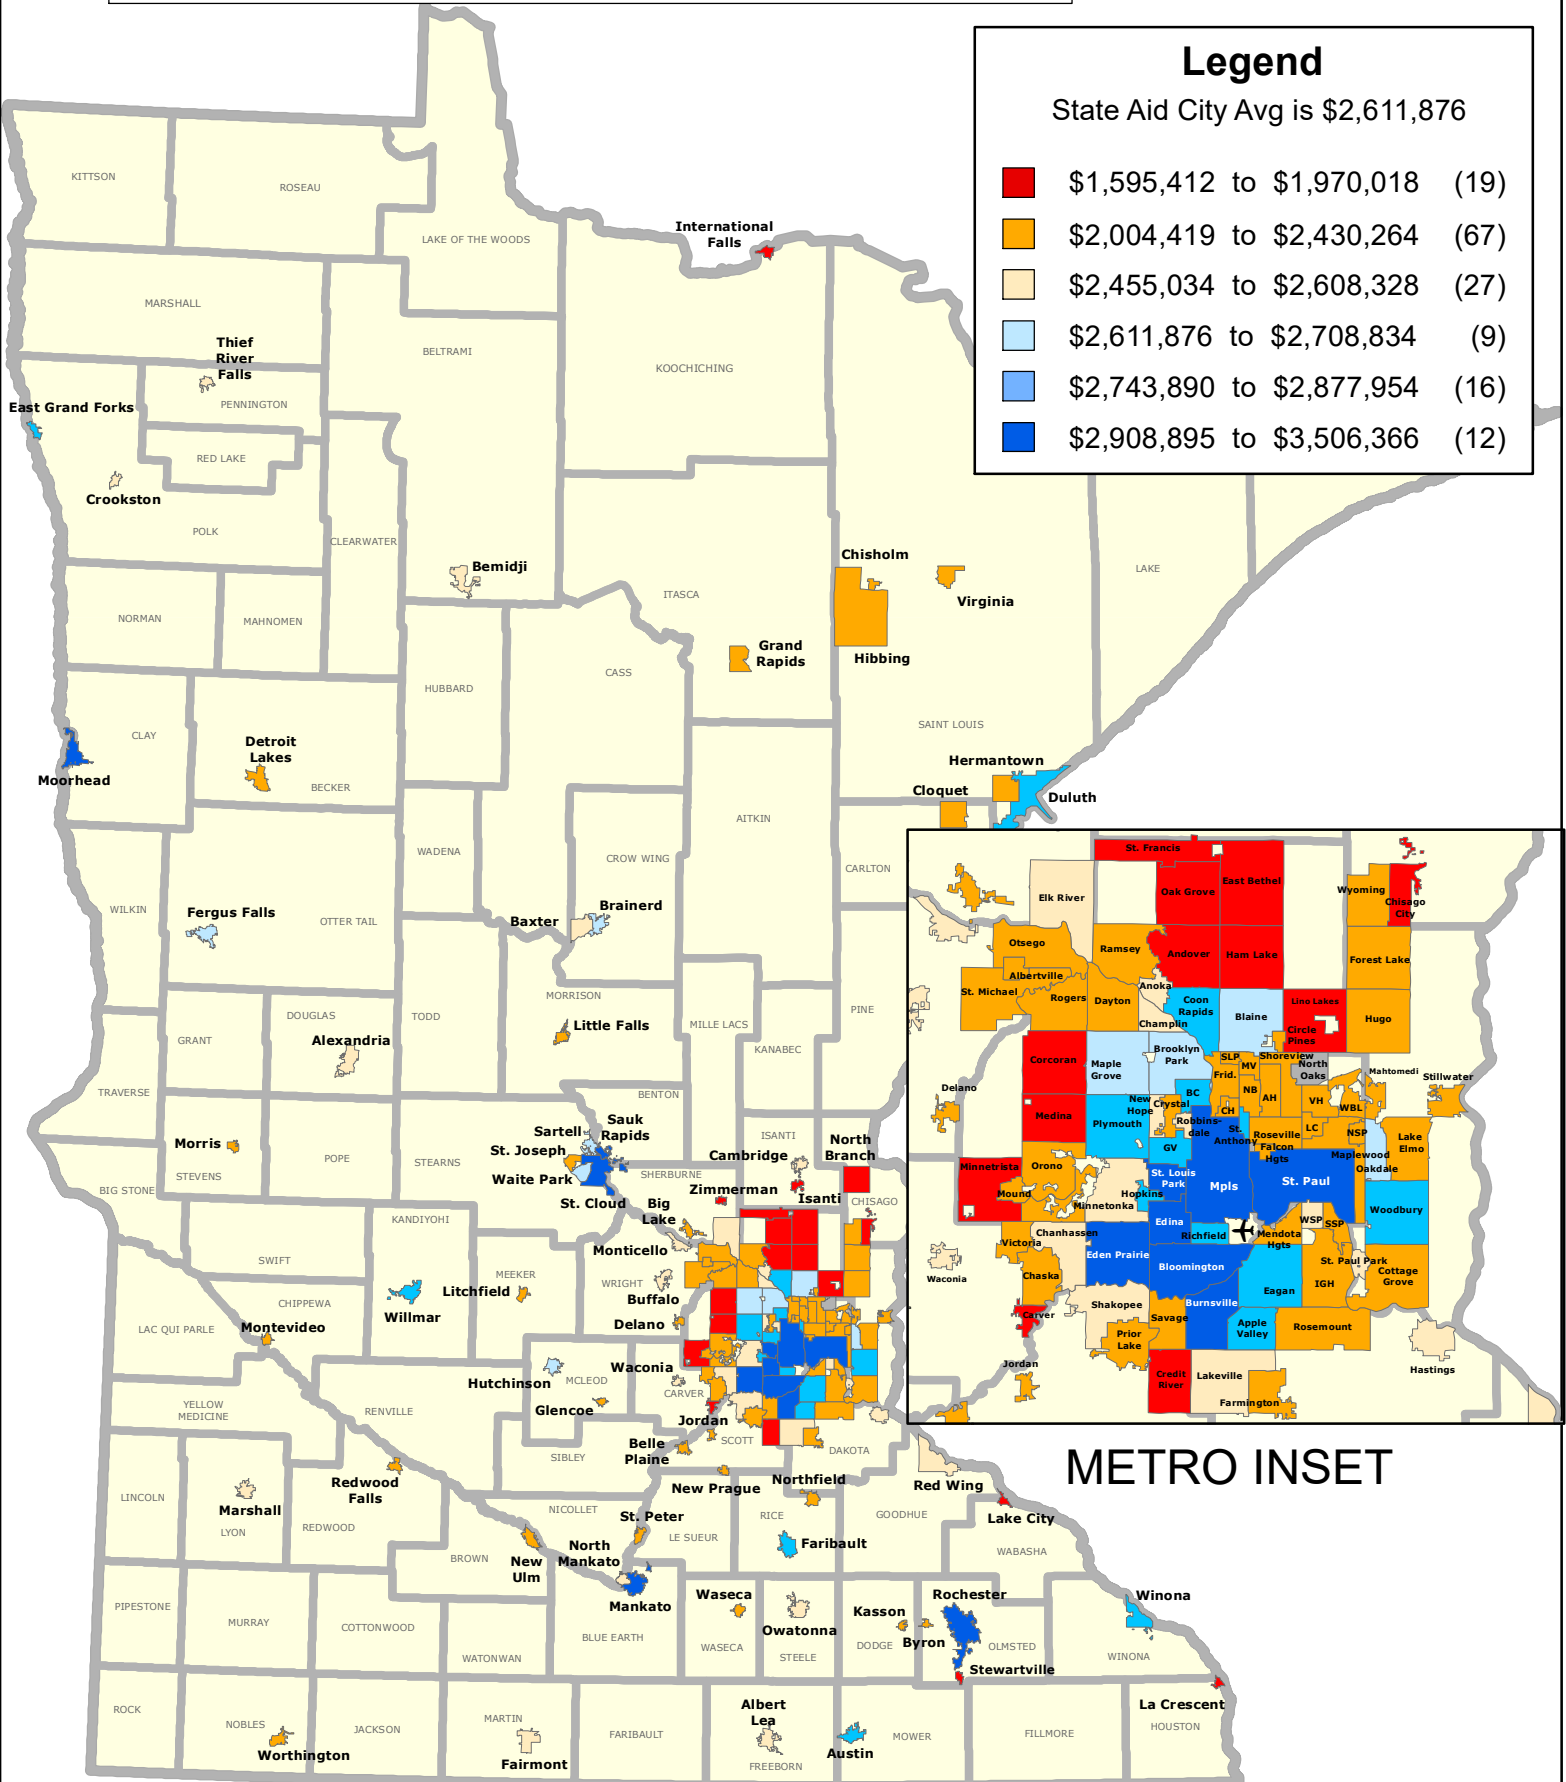 Legend
State Aid City Avg is $2,611,876
$1,595,412 to $1,970,018 (19)
$2,004,419 to $2,430,264 (67)
$2,455,034 to $2,608,328 (27)
$2,611,876 to $2,708,834 (9)
$2,743,890 to $2,877,954 (16)
$2,908,895 to $3,506,366 (12)
KITTSON
ROSEAU
LAKE OF THE WOODS
International
Falls
MARSHALL
Thief
River
Falls
BELTRAMI
KOOCHICHING
East Grand Forks
PENNINGTON
RED LAKE
Crookston
POLK
CLEARWATER
Chisholm
Bemidji
LAKE
ITASCA
Virginia
NORMAN
MAHNOMEN
Grand
Rapids
Hibbing
CASS
HUBBARD
SAINT LOUIS
CLAY
Detroit
Lakes
Moorhead
BECKER
Hermantown
Cloquet
Duluth
AITKIN
WADENA
CROW WING
CARLTON
WILKIN
Fergus Falls
OTTER TAIL
Baxter
Brainerd
MORRISON
PINE
DOUGLAS
TODD
Little Falls
MILLE LACS
GRANT
Alexandria
KANABEC
TRAVERSE
BENTON
Sauk
Rapids
Sartell
St. Joseph
ISANTI
North
Branch
Morris
Cambridge
STEVENS
POPE
STEARNS
Waite Park
SHERBURNE
BIG STONE
St. Cloud
Zimmerman
Isanti
CHISAGO
Big
Lake
KANDIYOHI
Monticello
SWIFT
MEEKER
WRIGHT
Litchfield
Buffalo
CHIPPEWA
Willmar
Delano
LAC QUI PARLE
Montevideo
Waconia
Hutchinson
MCLEOD
CARVER
YELLOW
MEDICINE
RENVILLE
Glencoe
Jordan
SCOTT
Belle
Plaine
DAKOTA
SIBLEY
New Prague
Northfield
Red Wing
LINCOLN
Marshall
LYON
Redwood
Falls
REDWOOD
NICOLLET
St. Peter
LE SUEUR
RICE
GOODHUE
Lake City
BROWN
New
Ulm
North
Mankato
Faribault
WABASHA
Mankato
Waseca
Owatonna
Kasson
Rochester
Winona
PIPESTONE
MURRAY
COTTONWOOD
WATONWAN
BLUE EARTH
WASECA
STEELE
DODGE
Byron
OLMSTED
WINONA
Stewartville
La Crescent
ROCK
NOBLES
Worthington
JACKSON
MARTIN
Fairmont
FARIBAULT
Albert
Lea
FREEBORN
Austin
MOWER
FILLMORE
HOUSTON
St. Francis
Elk River
Oak Grove
East Bethel
Wyoming
Chisago
City
Otsego
Ramsey
Andover
Ham Lake
Forest Lake
Albertville
St. Michael
Rogers
Dayton
Anoka
Champlin
Coon
Rapids
Blaine
Lino Lakes
Circle
Pines
Hugo
Corcoran
Maple
Grove
Brooklyn
Park
SLP
Shoreview
MV
North
Oaks
Frid.
Mahtomedi
Stillwater
Delano
Medina
Plymouth
New
Hope
Crystal
BC
NB
AH
VH
WBL
CH
Robbins-
dale
St.
Anthony
Roseville
LC
NSP
Lake
Elmo
Falcon
Hgts
Maplewood
Oakdale
GV
Minnetrista
Orono
Mound
Minnetonka
Hopkins
St. Louis
Park
Mpls
St. Paul
Woodbury
Edina
Richfield
WSP
SSP
Mendota
Hgts
Victoria
Chanhassen
Eden Prairie
Bloomington
St. Paul Park
Waconia
Chaska
Eagan
IGH
Cottage
Grove
Carver
Shakopee
Savage
Burnsville
Apple
Valley
Rosemount
Prior
Lake
Jordan
Credit
River
Lakeville
Farmington
Hastings
METRO INSET